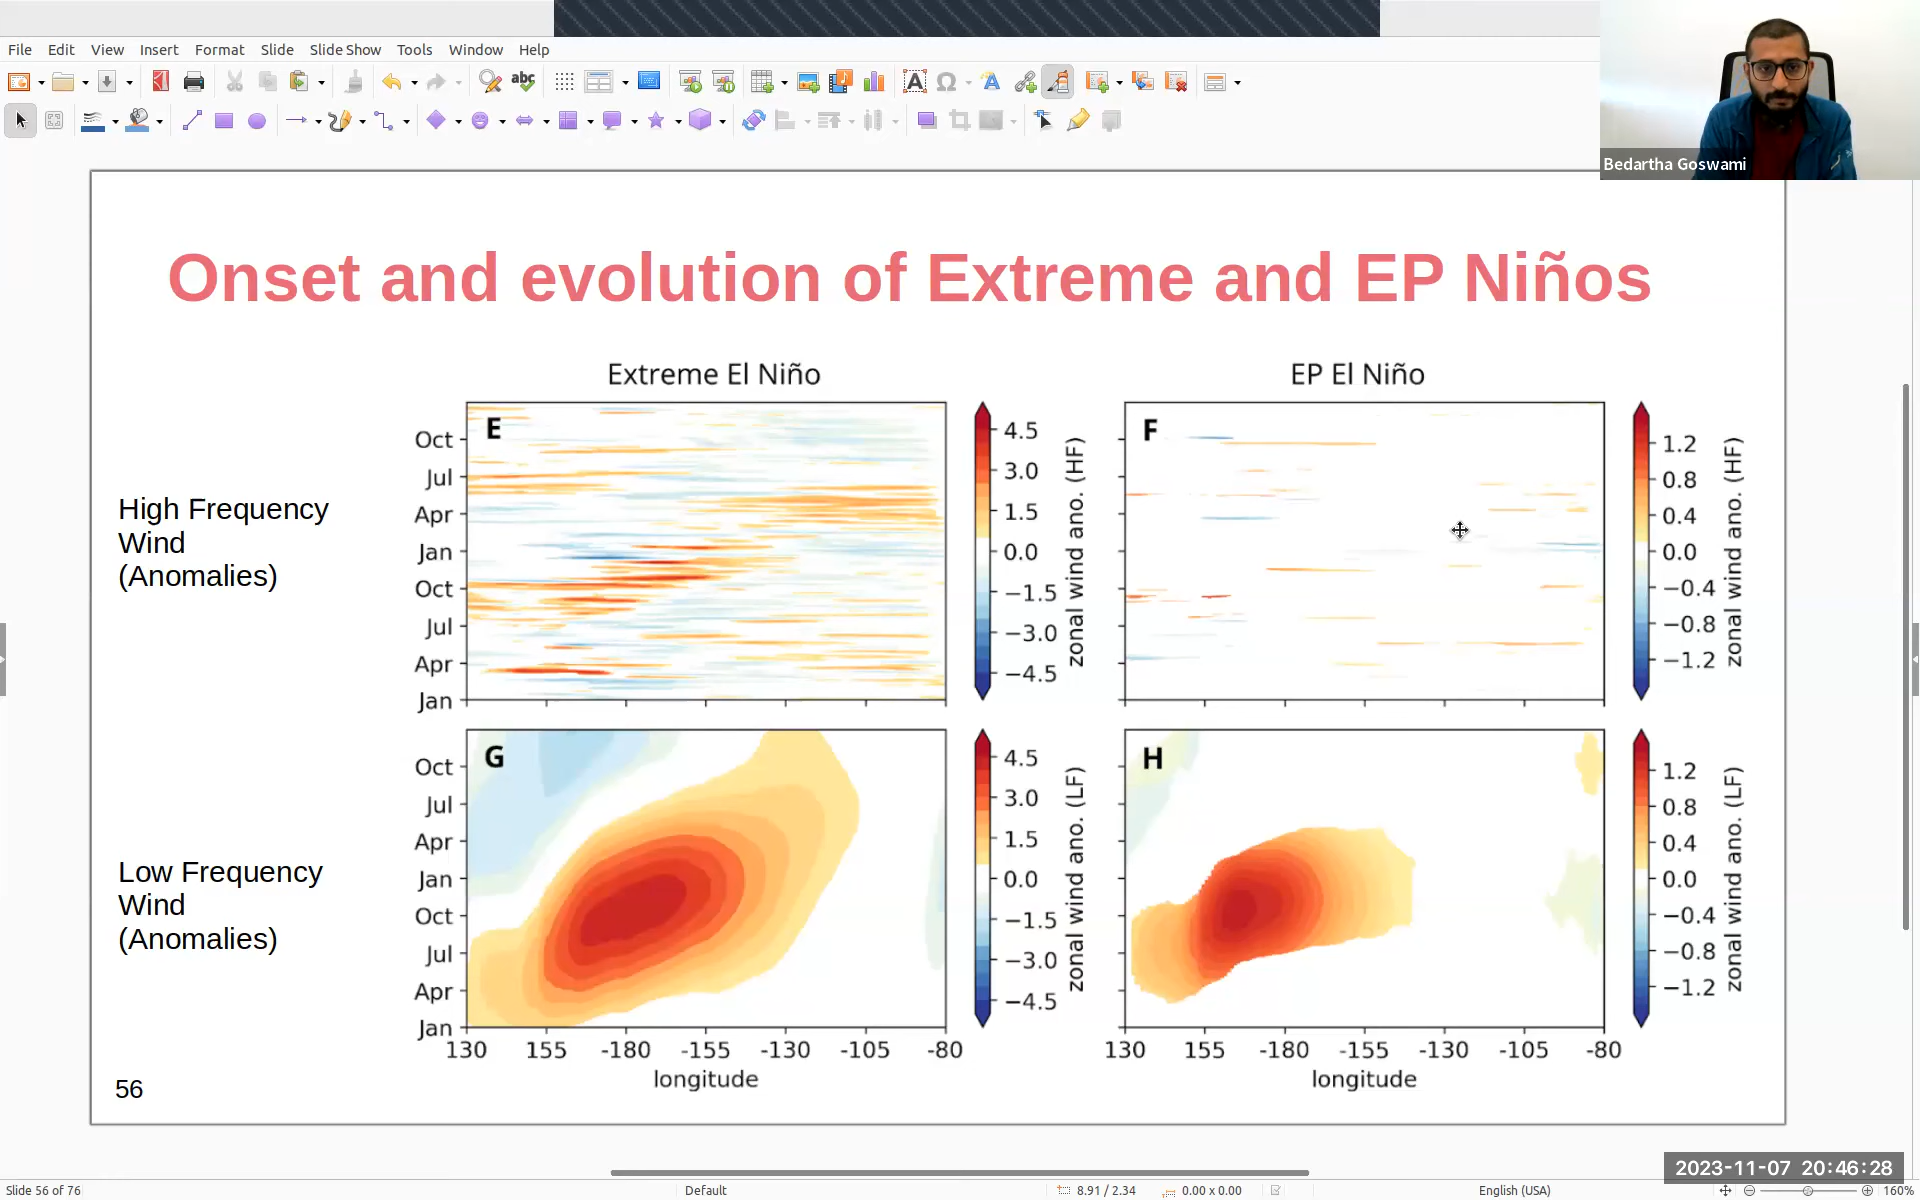 File Edit View Insert Format Slide Slide Show Tools Window Help
Bedartha Goswami
Onset and evolution of Extreme and EP Niños
Extreme El Niño
EP El Niño
High Frequency
Wind
(Anomalies)
E
Oct
Jul
Apr
Jan
Oct
Jul
Apr
Jan
4.5
3.0
1.5
0.0
−1.5
−3.0
−4.5
zonal wind ano. (HF)
F
1.2
0.8
0.4
0.0
−0.4
−0.8
−1.2
zonal wind ano. (HF)
Low Frequency
Wind
(Anomalies)
G
Oct
Jul
Apr
Jan
Oct
Jul
Apr
Jan
130 155 -180 -155 -130 -105 -80
longitude
4.5
3.0
1.5
0.0
−1.5
−3.0
−4.5
zonal wind ano. (LF)
H
130 155 -180 -155 -130 -105 -80
longitude
1.2
0.8
0.4
0.0
−0.4
−0.8
−1.2
zonal wind ano. (LF)
56
2023-11-07 20:46:28
Slide 56 of 76 Default 8.91 / 2.34 0.00 x 0.00 English (USA) 160%